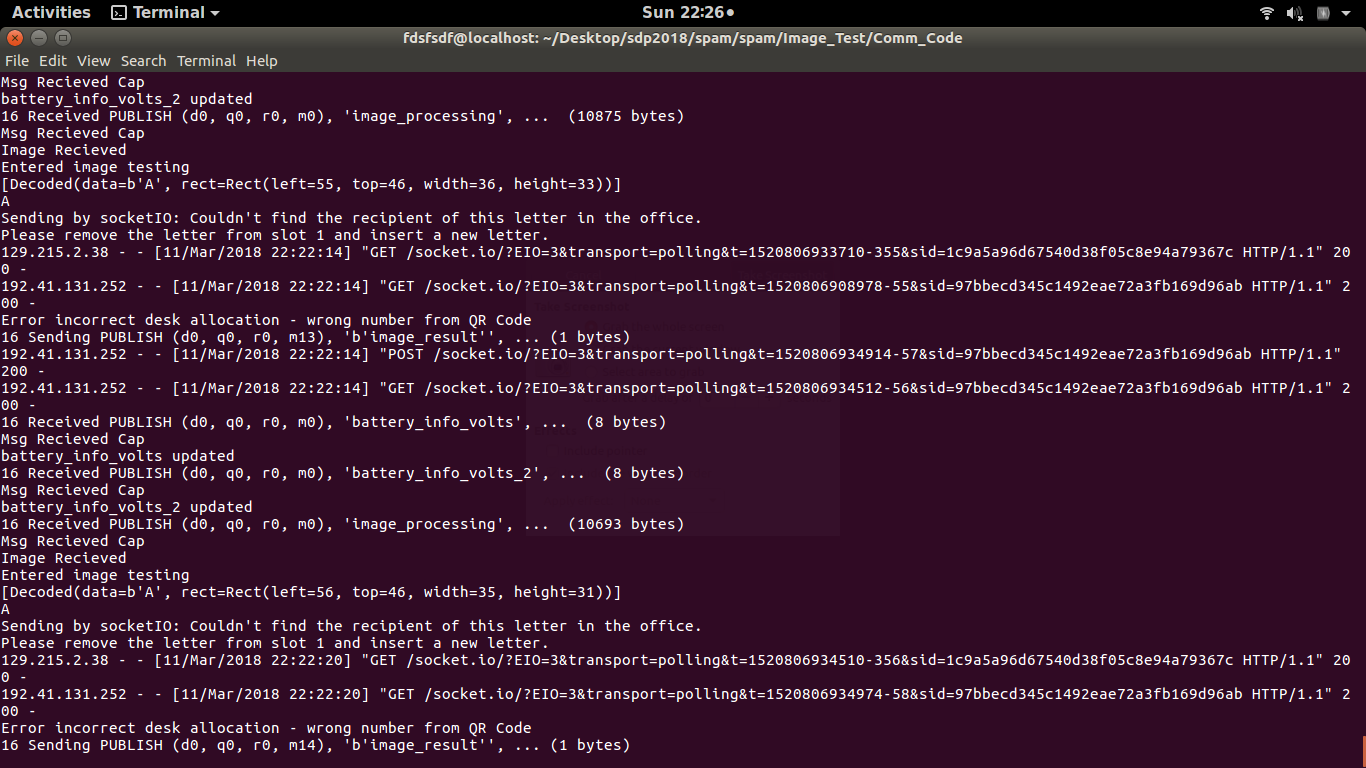 Activities Terminal Sun 22:26
fdsfsdf@localhost: ~/Desktop/sdp2018/spam/spam/Image_Test/Comm_Code
File Edit View Search Terminal Help
Msg Recieved Cap
battery_info_volts_2 updated
16 Received PUBLISH (d0, q0, r0, m0), 'image_processing', ...  (10875 bytes)
Msg Recieved Cap
Image Recieved
Entered image testing
[Decoded(data=b'A', rect=Rect(left=55, top=46, width=36, height=33))]
A
Sending by socketIO: Couldn't find the recipient of this letter in the office.
Please remove the letter from slot 1 and insert a new letter.
129.215.2.38 - - [11/Mar/2018 22:22:14] "GET /socket.io/?EIO=3&transport=polling&t=1520806933710-355&sid=1c9a5a96d67540d38f05c8e94a79367c HTTP/1.1" 20
0 -
192.41.131.252 - - [11/Mar/2018 22:22:14] "GET /socket.io/?EIO=3&transport=polling&t=1520806908978-55&sid=97bbecd345c1492eae72a3fb169d96ab HTTP/1.1" 2
00 -
Error incorrect desk allocation - wrong number from QR Code
16 Sending PUBLISH (d0, q0, r0, m13), 'b'image_result'', ... (1 bytes)
192.41.131.252 - - [11/Mar/2018 22:22:14] "POST /socket.io/?EIO=3&transport=polling&t=1520806934914-57&sid=97bbecd345c1492eae72a3fb169d96ab HTTP/1.1"
200 -
192.41.131.252 - - [11/Mar/2018 22:22:14] "GET /socket.io/?EIO=3&transport=polling&t=1520806934512-56&sid=97bbecd345c1492eae72a3fb169d96ab HTTP/1.1" 2
00 -
16 Received PUBLISH (d0, q0, r0, m0), 'battery_info_volts', ...  (8 bytes)
Msg Recieved Cap
battery_info_volts updated
16 Received PUBLISH (d0, q0, r0, m0), 'battery_info_volts_2', ...  (8 bytes)
Msg Recieved Cap
battery_info_volts_2 updated
16 Received PUBLISH (d0, q0, r0, m0), 'image_processing', ...  (10693 bytes)
Msg Recieved Cap
Image Recieved
Entered image testing
[Decoded(data=b'A', rect=Rect(left=56, top=46, width=35, height=31))]
A
Sending by socketIO: Couldn't find the recipient of this letter in the office.
Please remove the letter from slot 1 and insert a new letter.
129.215.2.38 - - [11/Mar/2018 22:22:20] "GET /socket.io/?EIO=3&transport=polling&t=1520806934510-356&sid=1c9a5a96d67540d38f05c8e94a79367c HTTP/1.1" 20
0 -
192.41.131.252 - - [11/Mar/2018 22:22:20] "GET /socket.io/?EIO=3&transport=polling&t=1520806934974-58&sid=97bbecd345c1492eae72a3fb169d96ab HTTP/1.1" 2
00 -
Error incorrect desk allocation - wrong number from QR Code
16 Sending PUBLISH (d0, q0, r0, m14), 'b'image_result'', ... (1 bytes)